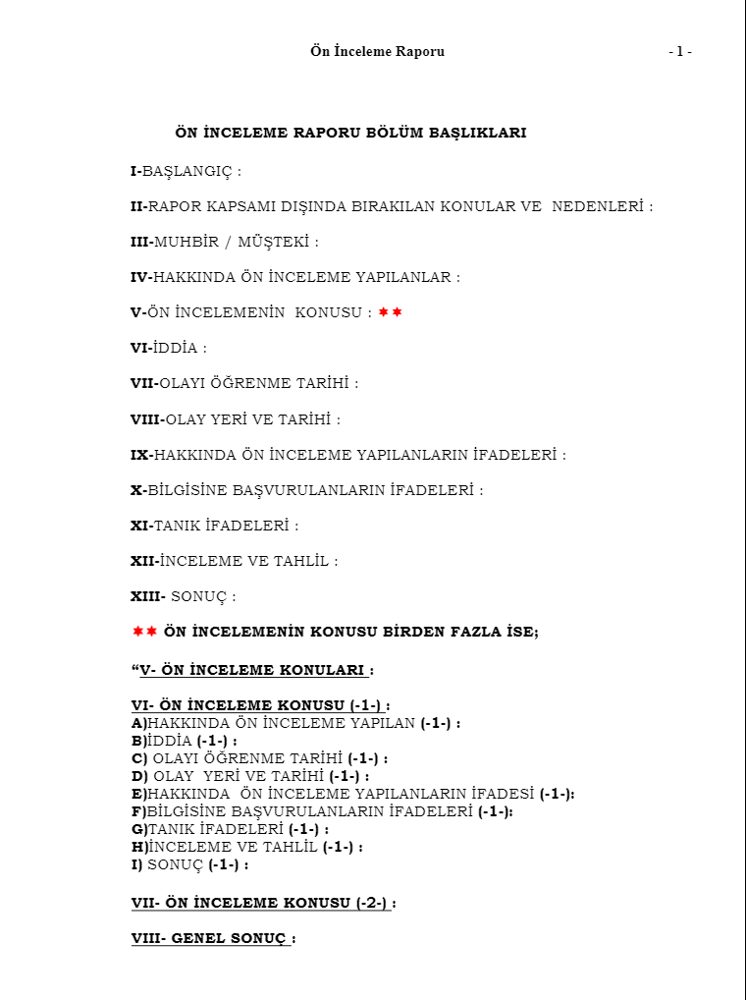 Ön İnceleme Raporu - 1 -
ÖN İNCELEME RAPORU BÖLÜM BAŞLIKLARI
I-BAŞLANGIÇ :
II-RAPOR KAPSAMI DIŞINDA BIRAKILAN KONULAR VE  NEDENLERİ :
III-MUHBİR / MÜŞTEKİ :
IV-HAKKINDA ÖN İNCELEME YAPILANLAR :
V-ÖN İNCELEMENİN  KONUSU : ✶✶
VI-İDDİA :
VII-OLAYI ÖĞRENME TARİHİ :
VIII-OLAY YERİ VE TARİHİ :
IX-HAKKINDA ÖN İNCELEME YAPILANLARIN İFADELERİ :
X-BİLGİSİNE BAŞVURULANLARIN İFADELERİ :
XI-TANIK İFADELERİ :
XII-İNCELEME VE TAHLİL :
XIII- SONUÇ :
✶✶ ÖN İNCELEMENİN KONUSU BİRDEN FAZLA İSE;
“V- ÖN İNCELEME KONULARI :
VI- ÖN İNCELEME KONUSU (-1-) :
A)HAKKINDA ÖN İNCELEME YAPILAN (-1-) :
B)İDDİA (-1-) :
C) OLAYI ÖĞRENME TARİHİ (-1-) :
D) OLAY  YERİ VE TARİHİ (-1-) :
E)HAKKINDA  ÖN İNCELEME YAPILANLARIN İFADESİ (-1-):
F)BİLGİSİNE BAŞVURULANLARIN İFADELERİ (-1-):
G)TANIK İFADELERİ (-1-) :
H)İNCELEME VE TAHLİL (-1-) :
I) SONUÇ (-1-) :
VII- ÖN İNCELEME KONUSU (-2-) :
VIII- GENEL SONUÇ :